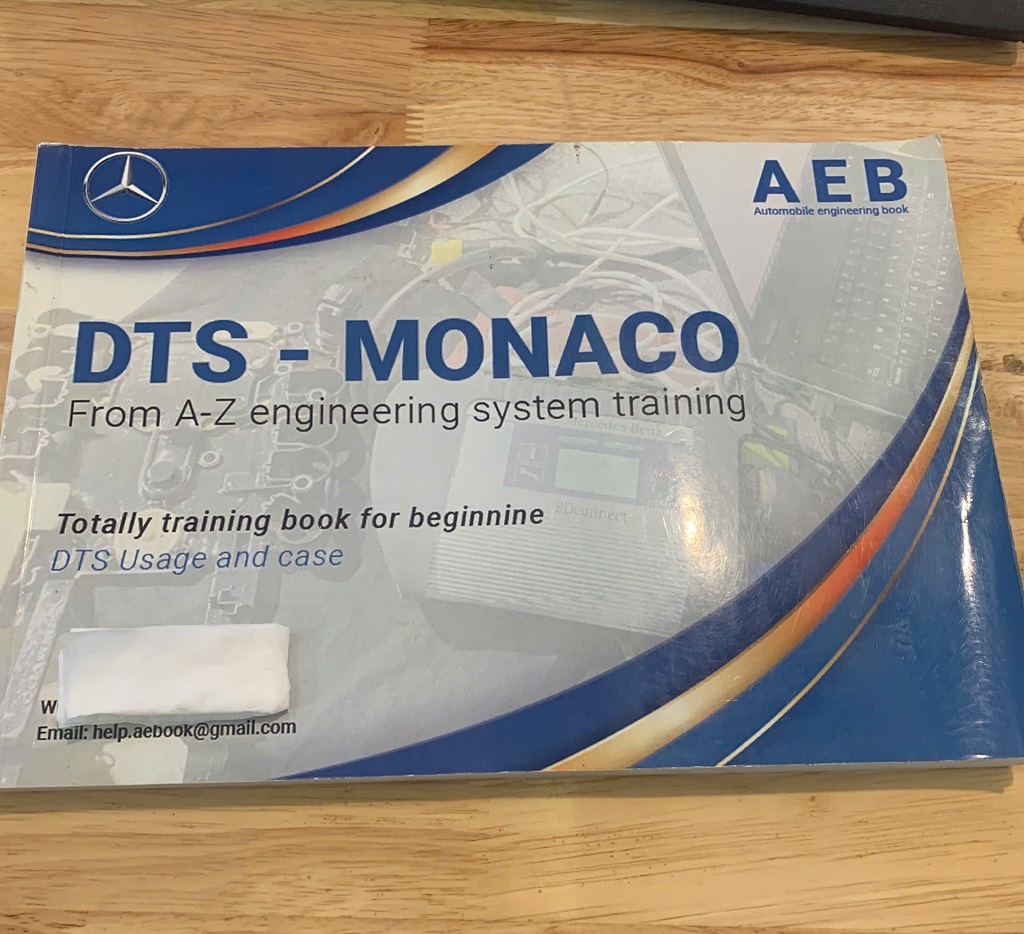 AEB
Automobile engineering book
DTS - MONACO
From A-Z engineering system training
Mercedes-Benz
SDconnect
Totally training book for beginnine
DTS Usage and case
W
Email: help.aebook@gmail.com